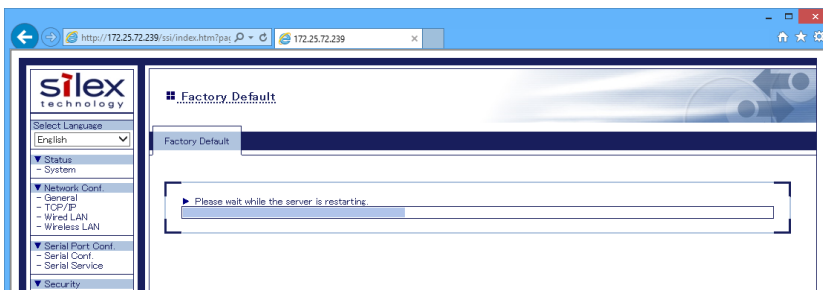 http://172.25.72.239/ssi/index.htm?pag
172.25.72.239
silex
technology
Select Language
English
▼ Status
- System
▼ Network Conf.
- General
- TCP/IP
- Wired LAN
- Wireless LAN
▼ Serial Port Conf.
- Serial Conf.
- Serial Service
▼ Security
Factory Default
Factory Default
▶ Please wait while the server is restarting.